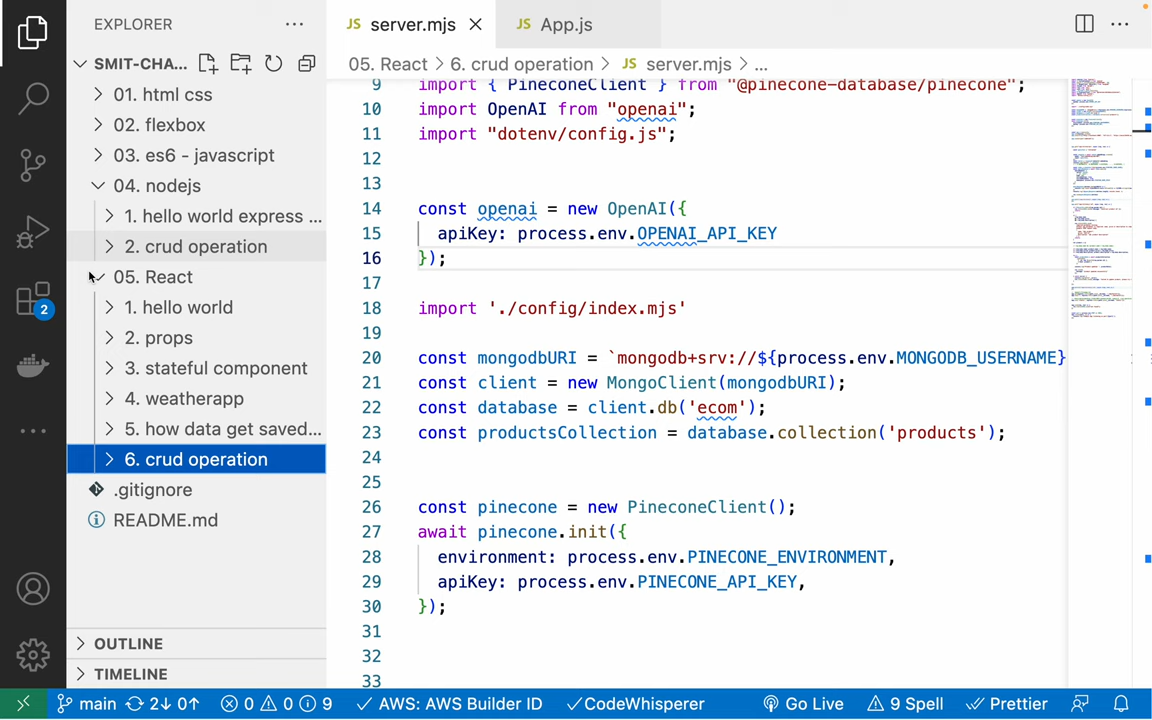 EXPLORER
SMIT-CHA...
01. html css
02. flexbox
03. es6 - javascript
04. nodejs
1. hello world express ...
2. crud operation
05. React
1. hello world
2. props
3. stateful component
4. weatherapp
5. how data get saved...
6. crud operation
.gitignore
README.md
OUTLINE
TIMELINE
2
JS server.mjs
JS App.js
05. React > 6. crud operation > JS server.mjs > ...
9 import { PineconeClient } from "@pinecone-database/pinecone";
10 import OpenAI from "openai";
11 import "dotenv/config.js";
12
13
14 const openai = new OpenAI({
15 apiKey: process.env.OPENAI_API_KEY
16 });
17
18 import './config/index.mjs'
19
20 const mongodbURI = `mongodb+srv://${process.env.MONGODB_USERNAME}
21 const client = new MongoClient(mongodbURI);
22 const database = client.db('ecom');
23 const productsCollection = database.collection('products');
24
25
26 const pinecone = new PineconeClient();
27 await pinecone.init({
28 environment: process.env.PINECONE_ENVIRONMENT,
29 apiKey: process.env.PINECONE_API_KEY,
30 });
31
32
33
main 2↓ 0↑ 0 0 9 AWS: AWS Builder ID CodeWhisperer Go Live 9 Spell Prettier